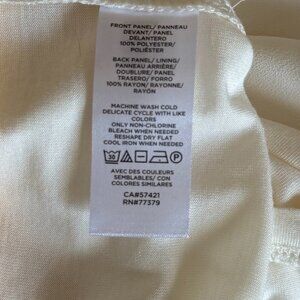 FRONT PANEL/ PANNEAU
DEVANT/ PANEL
DELANTERO
100% POLYESTER/
POLIÉSTER
BACK PANEL/ LINING/
PANNEAU ARRIÈRE/
DOUBLURE/ PANEL
TRASERO/ FORRO
100% RAYON/ RAYONNE/
RAYÓN
MACHINE WASH COLD
DELICATE CYCLE WITH LIKE
COLORS
ONLY NON-CHLORINE
BLEACH WHEN NEEDED
RESHAPE DRY FLAT
COOL IRON WHEN NEEDED
30 P
AVEC DES COULEURS
SEMBLABLES/ CON
COLORES SIMILARES
CA#57421
RN#77379